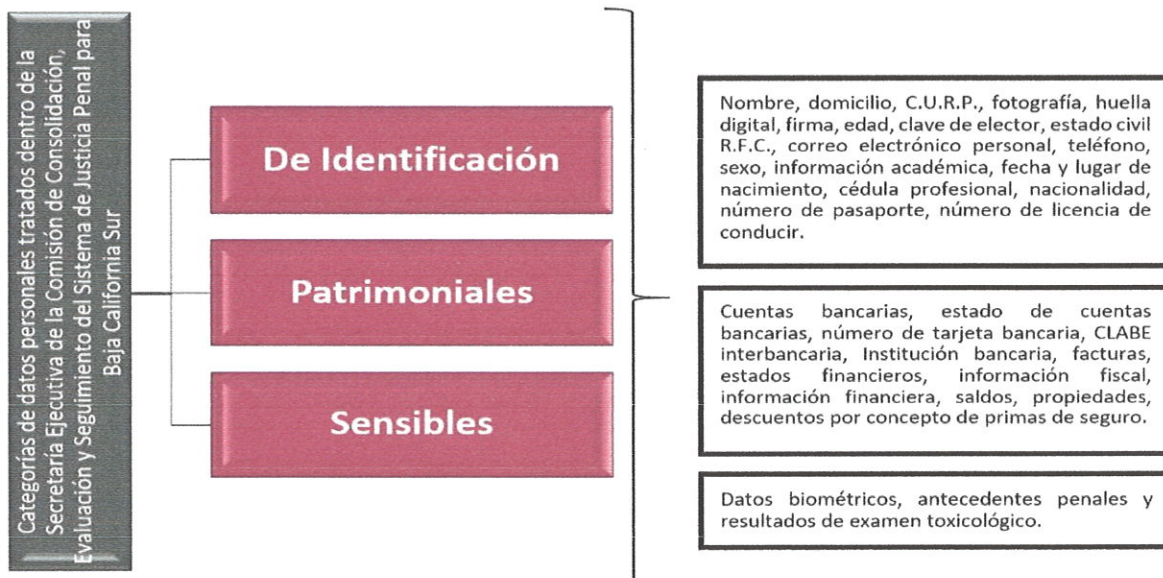 Categorías de datos personales tratados dentro de la
Secretaría Ejecutiva de la Comisión de Consolidación,
Evaluación y Seguimiento del Sistema de Justicia Penal para
Baja California Sur
De Identificación
Patrimoniales
Sensibles
Nombre, domicilio, C.U.R.P., fotografía, huella
digital, firma, edad, clave de elector, estado civil
R.F.C., correo electrónico personal, teléfono,
sexo, información académica, fecha y lugar de
nacimiento, cédula profesional, nacionalidad,
número de pasaporte, número de licencia de
conducir.
Cuentas bancarias, estado de cuentas
bancarias, número de tarjeta bancaria, CLABE
interbancaria, Institución bancaria, facturas,
estados financieros, información fiscal,
información financiera, saldos, propiedades,
descuentos por concepto de primas de seguro.
Datos biométricos, antecedentes penales y
resultados de examen toxicológico.